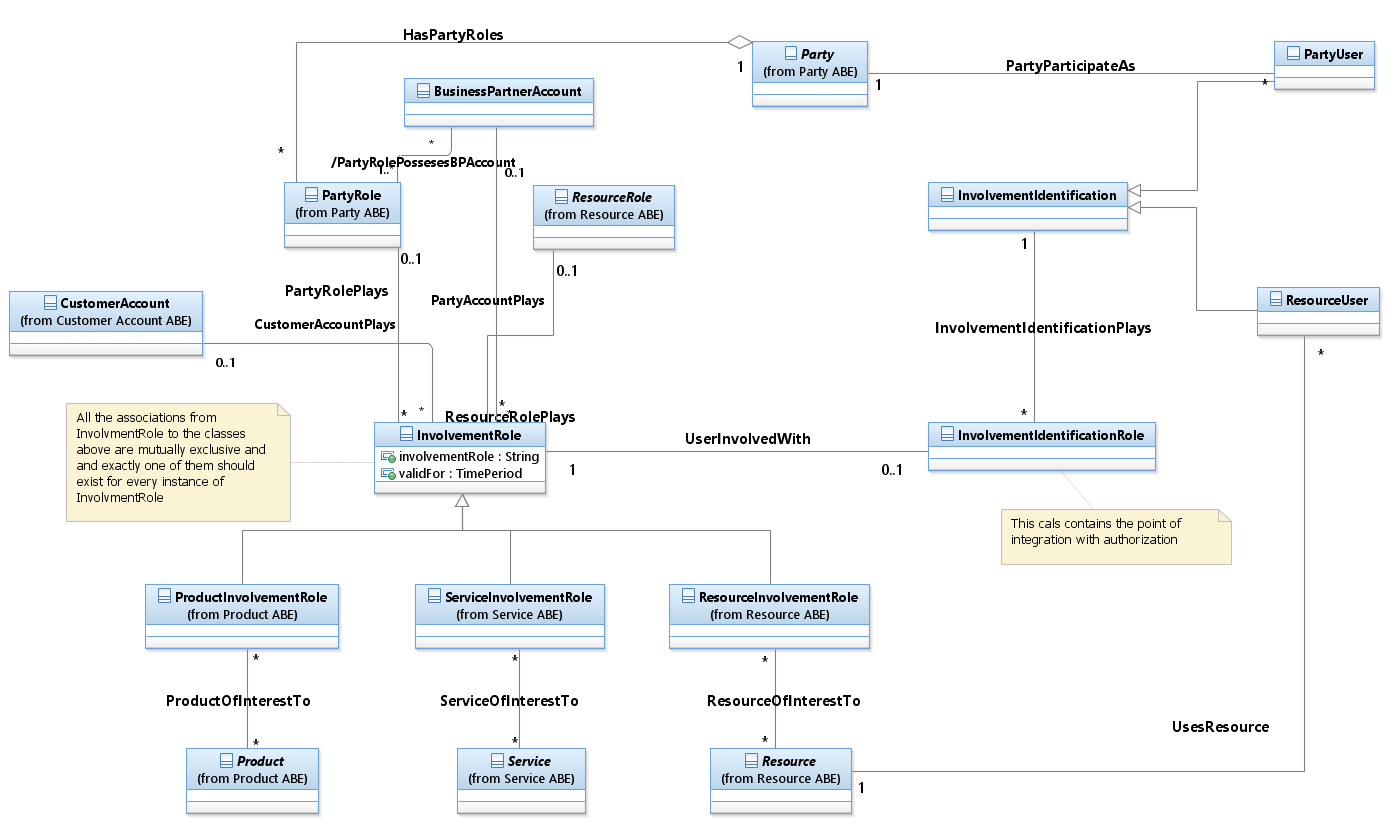 HasPartyRoles
Party
(from Party ABE)
1
PartyParticipateAs
1
*
PartyUser
BusinessPartnerAccount
*
/PartyRolePossesesBPAccount
1..*
0..1
*
PartyRole
(from Party ABE)
ResourceRole
(from Resource ABE)
InvolvementIdentification
0..1
0..1
1
PartyRolePlays
PartyAccountPlays
CustomerAccount
(from Customer Account ABE)
CustomerAccountPlays
0..1
InvolvementIdentificationPlays
ResourceUser
*
All the associations from
InvolvmentRole to the classes
above are mutually exclusive and
and exactly one of them should
exist for every instance of
InvolvmentRole
*
*
*
*
ResourceRolePlays
*
InvolvementRole
involvementRole : String
validFor : TimePeriod
UserInvolvedWith
1
0..1
InvolvementIdentificationRole
This cals contains the point of
integration with authorization
ProductInvolvementRole
(from Product ABE)
ServiceInvolvementRole
(from Service ABE)
ResourceInvolvementRole
(from Resource ABE)
*
*
*
ProductOfInterestTo
ServiceOfInterestTo
ResourceOfInterestTo
UsesResource
*
*
*
Product
(from Product ABE)
Service
(from Service ABE)
Resource
(from Resource ABE)
1